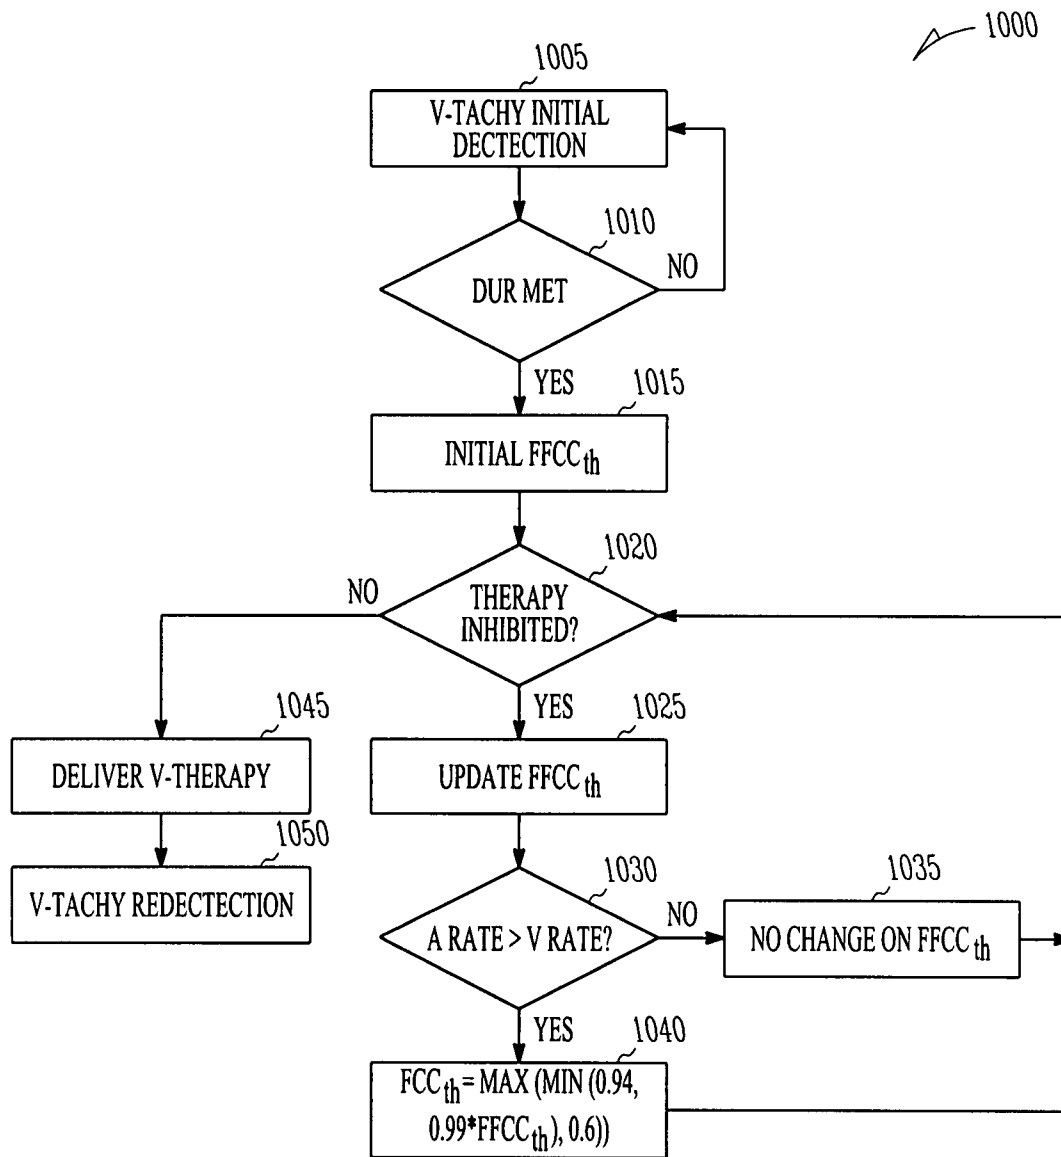 1000
1005
V-TACHY INITIAL
DECTECTION
1010
DUR MET
NO
YES
1015
INITIAL FFCCth
1020
THERAPY
INHIBITED?
NO
YES
1025
UPDATE FFCCth
1045
DELIVER V-THERAPY
1050
V-TACHY REDECTECTION
1030
A RATE > V RATE?
NO
1035
NO CHANGE ON FFCCth
YES
1040
FCCth = MAX (MIN (0.94,
0.99*FFCCth), 0.6))